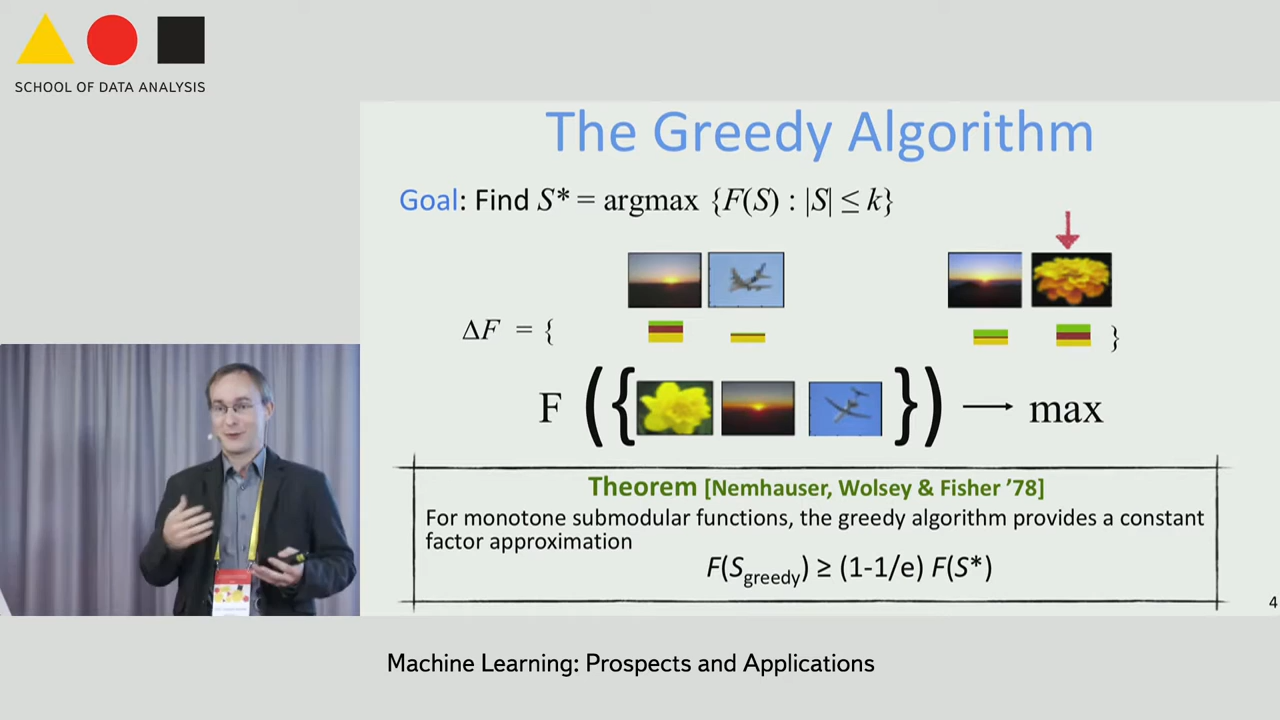 SCHOOL OF DATA ANALYSIS
The Greedy Algorithm
Goal: Find S* = argmax {F(S) : |S| ≤ k}
ΔF = { }
F ({ }) → max
Theorem [Nemhauser, Wolsey & Fisher ’78]
For monotone submodular functions, the greedy algorithm provides a constant
factor approximation
F(Sgreedy) ≥ (1-1/e) F(S*)
4
Machine Learning: Prospects and Applications